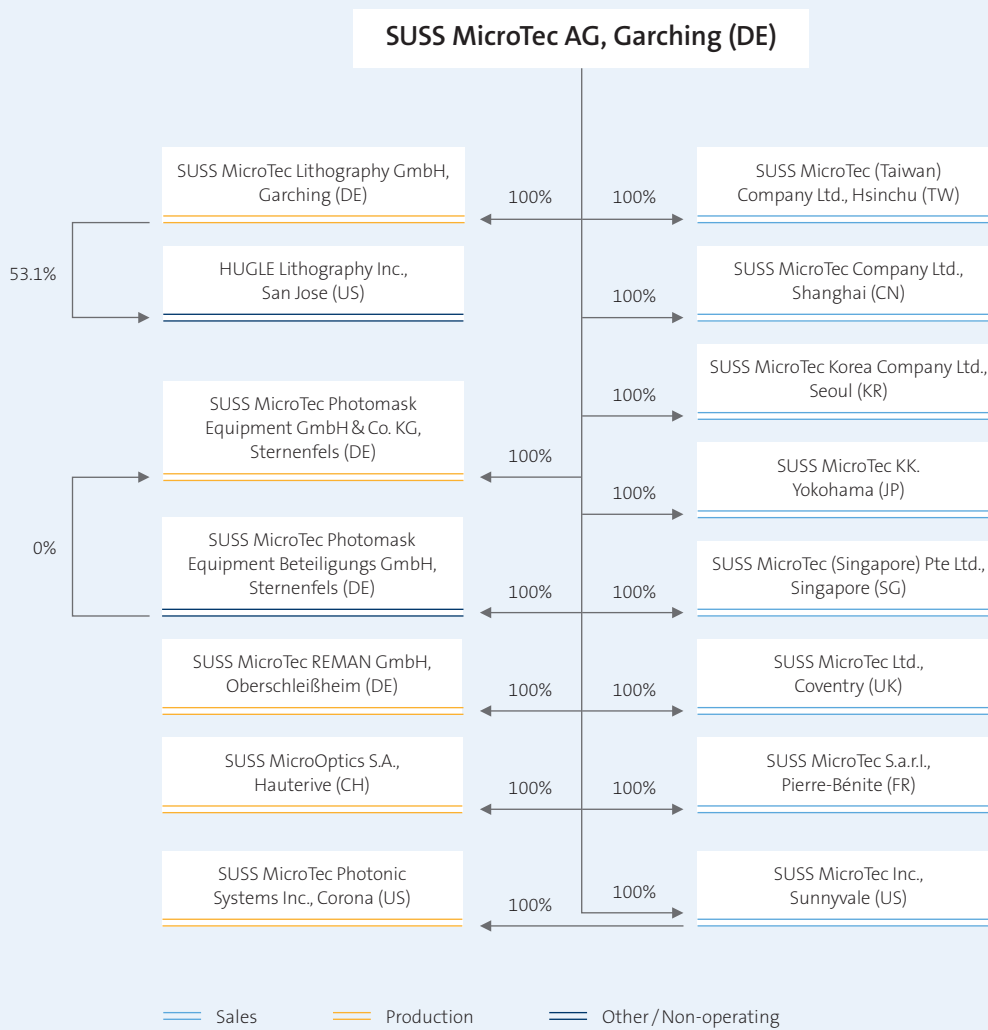 SUSS MicroTec AG, Garching (DE)
SUSS MicroTec Lithography GmbH,
Garching (DE)
100%
100%
SUSS MicroTec (Taiwan)
Company Ltd., Hsinchu (TW)
53.1%
HUGLE Lithography Inc.,
San Jose (US)
100%
SUSS MicroTec Company Ltd.,
Shanghai (CN)
100%
SUSS MicroTec Korea Company Ltd.,
Seoul (KR)
SUSS MicroTec Photomask
Equipment GmbH & Co. KG,
Sternenfels (DE)
100%
100%
SUSS MicroTec KK.
Yokohama (JP)
0%
SUSS MicroTec Photomask
Equipment Beteiligungs GmbH,
Sternenfels (DE)
100%
100%
SUSS MicroTec (Singapore) Pte Ltd.,
Singapore (SG)
SUSS MicroTec REMAN GmbH,
Oberschleißheim (DE)
100%
100%
SUSS MicroTec Ltd.,
Coventry (UK)
SUSS MicroOptics S.A.,
Hauterive (CH)
100%
100%
SUSS MicroTec S.a.r.l.,
Pierre-Bénite (FR)
SUSS MicroTec Photonic
Systems Inc., Corona (US)
100%
100%
SUSS MicroTec Inc.,
Sunnyvale (US)
Sales
Production
Other / Non-operating